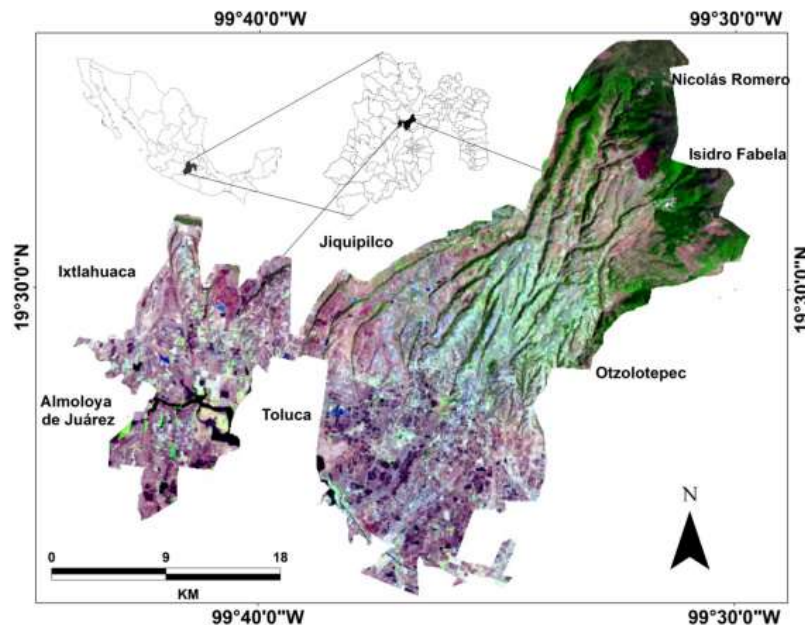 99°40'0"W
99°30'0"W
Nicolás Romero
Isidro Fabela
Jiquipilco
Ixtlahuaca
19°30'0"N
19°30'0"N
Otzolotepec
Almoloya
de Juárez
Toluca
N
0
9
18
KM
99°40'0"W
99°30'0"W